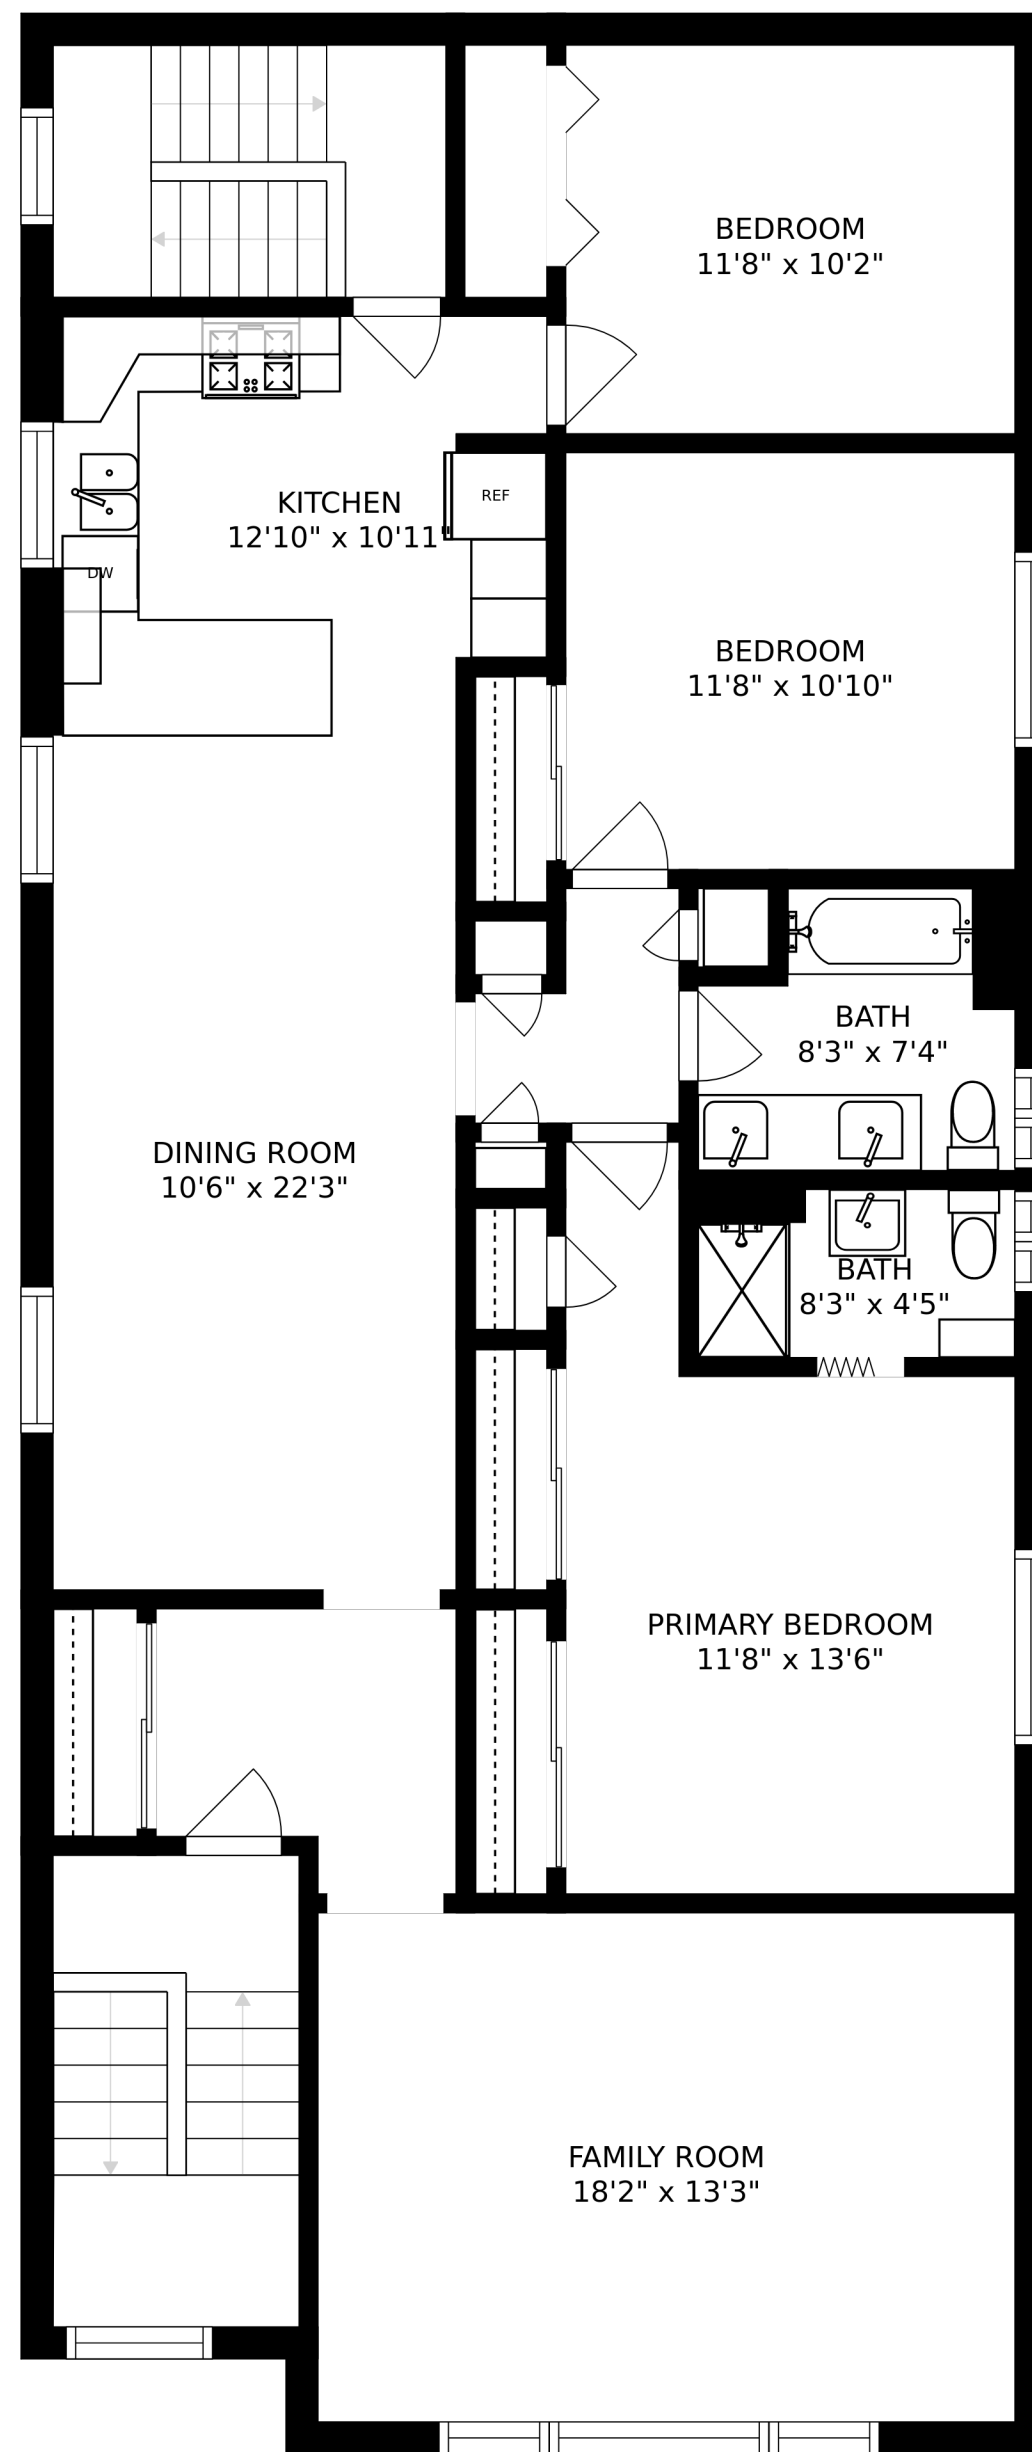 BEDROOM
11'8" x 10'2"
KITCHEN
12'10" x 10'11"
REF
DW
BEDROOM
11'8" x 10'10"
BATH
8'3" x 7'4"
DINING ROOM
10'6" x 22'3"
BATH
8'3" x 4'5"
PRIMARY BEDROOM
11'8" x 13'6"
FAMILY ROOM
18'2" x 13'3"